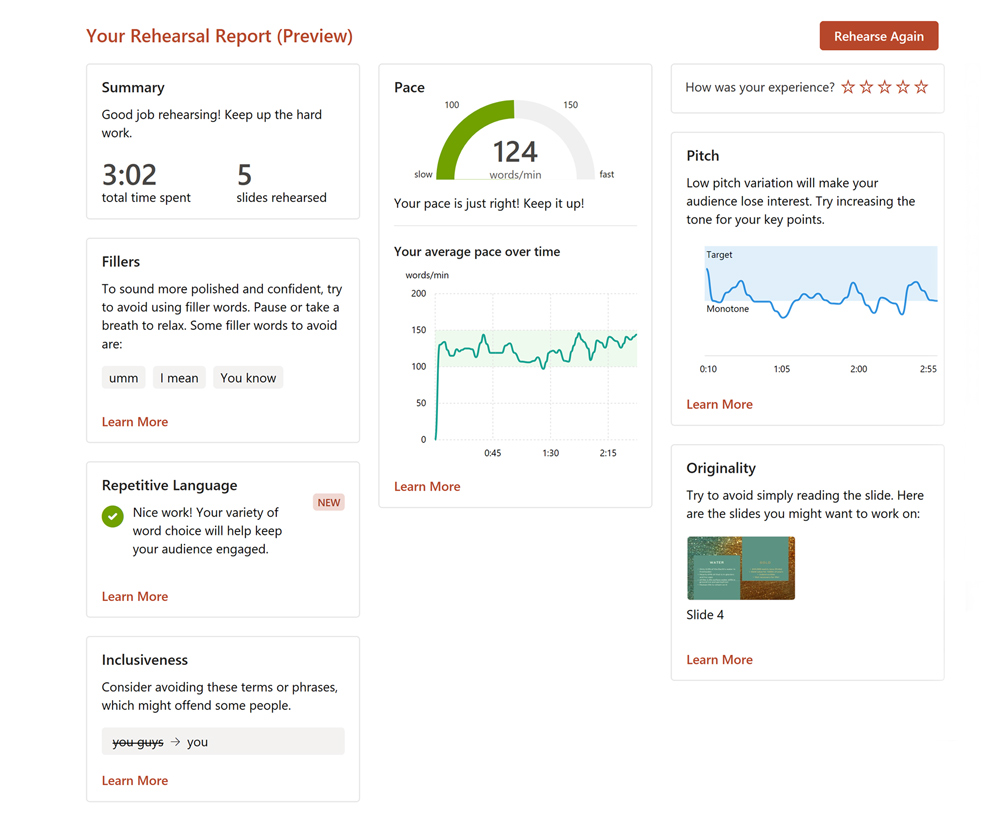 Your Rehearsal Report (Preview)
Rehearse Again
Summary
Good job rehearsing! Keep up the hard
work.
3:02
total time spent
5
slides rehearsed
Fillers
To sound more polished and confident, try
to avoid using filler words. Pause or take a
breath to relax. Some filler words to avoid
are:
umm
I mean
You know
Learn More
Repetitive Language
NEW
Nice work! Your variety of
word choice will help keep
your audience engaged.
Learn More
Inclusiveness
Consider avoiding these terms or phrases,
which might offend some people.
you guys → you
Learn More
Pace
100
150
slow
124
words/min
fast
Your pace is just right! Keep it up!
Your average pace over time
words/min
200
150
100
50
0
0:45
1:30
2:15
Learn More
How was your experience?
Pitch
Low pitch variation will make your
audience lose interest. Try increasing the
tone for your key points.
Target
Monotone
0:10
1:05
2:00
2:55
Learn More
Originality
Try to avoid simply reading the slide. Here
are the slides you might want to work on:
WATER
Slide 4
Learn More